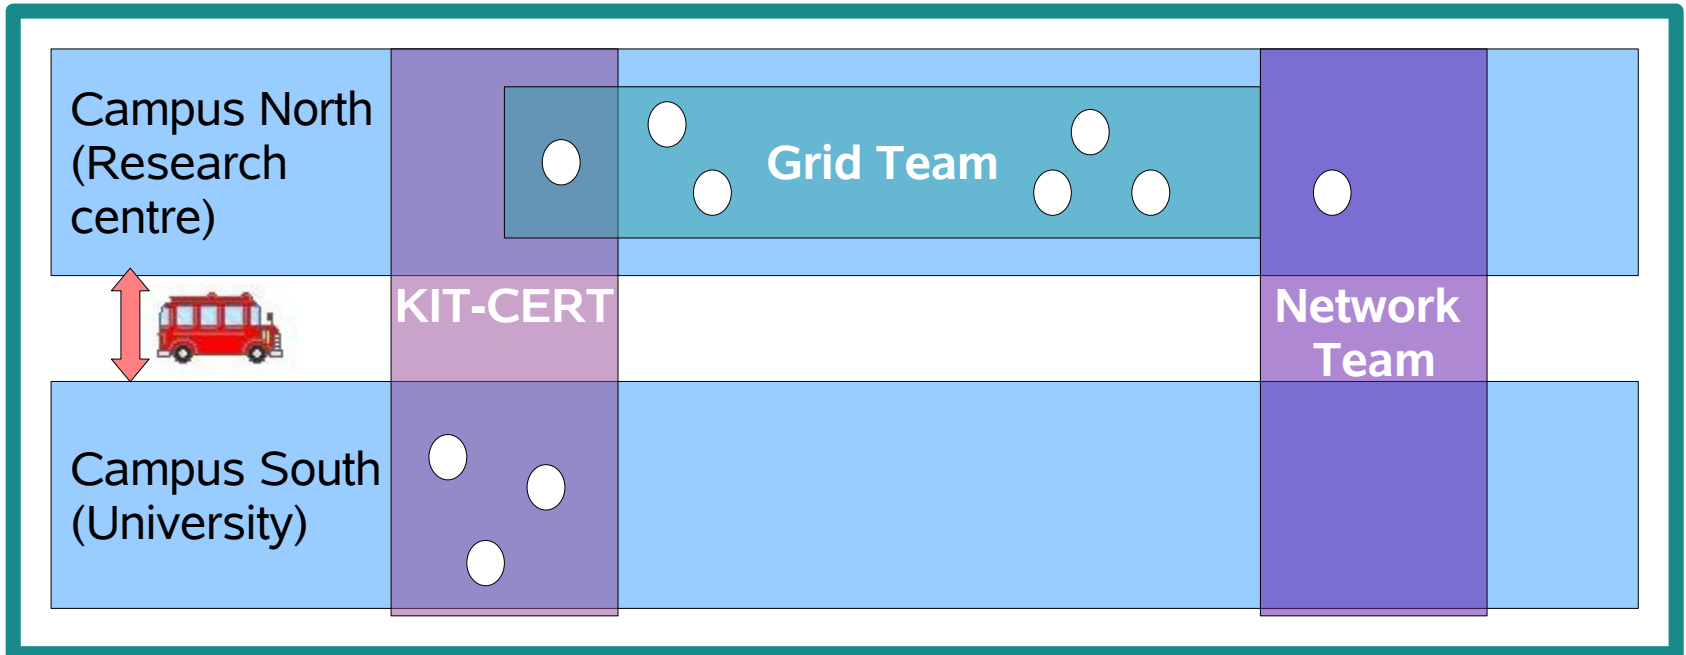 Campus North
(Research
centre)
Grid Team
KIT-CERT
Network
Team
Campus South
(University)